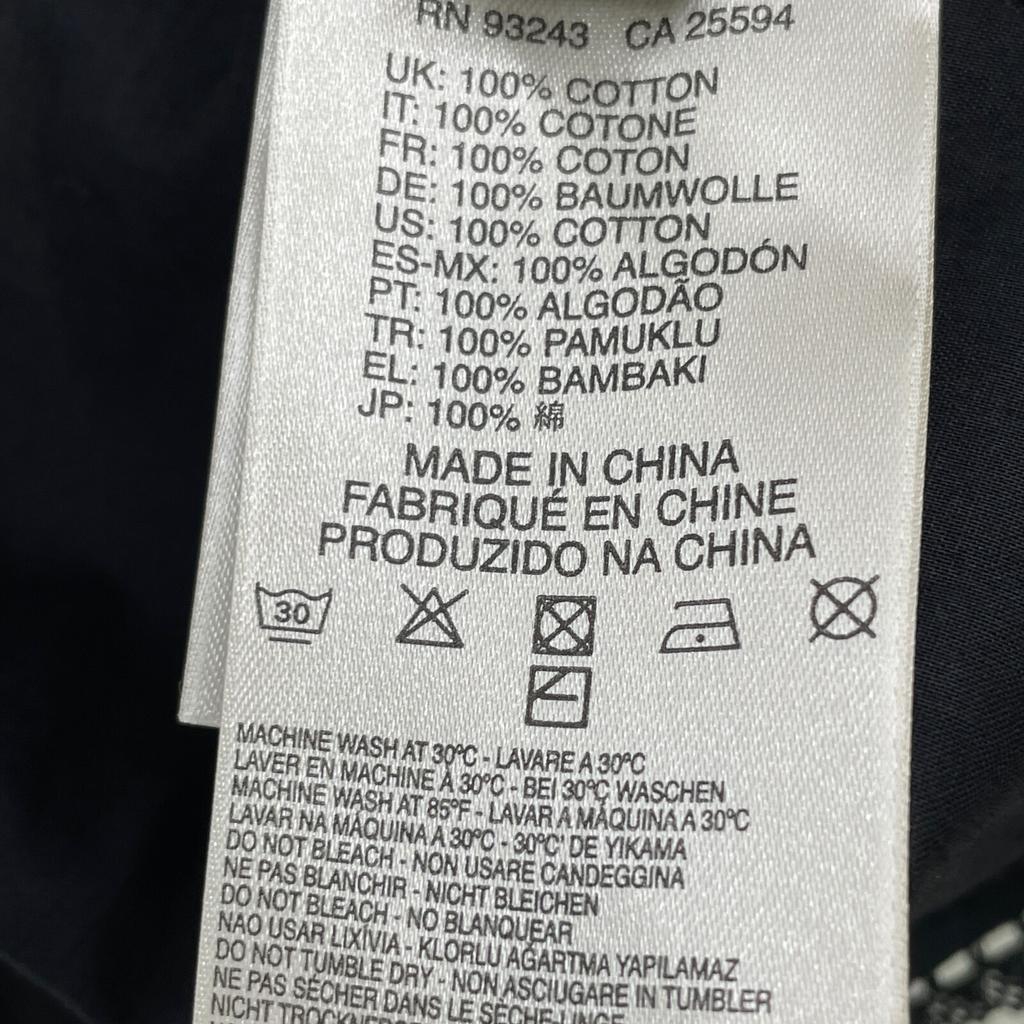 RN 93243 CA 25594
UK: 100% COTTON
IT: 100% COTONE
FR: 100% COTON
DE: 100% BAUMWOLLE
US: 100% COTTON
ES-MX: 100% ALGODÓN
PT: 100% ALGODÃO
TR: 100% PAMUKLU
EL: 100% BAMBAKI
JP: 100% 綿
MADE IN CHINA
FABRIQUÉ EN CHINE
PRODUZIDO NA CHINA
30
MACHINE WASH AT 30°C - LAVARE A 30°C
LAVER EN MACHINE À 30°C - BEI 30°C WASCHEN
MACHINE WASH AT 85°F - LAVAR A MÁQUINA A 30°C
LAVAR NA MÁQUINA A 30°C - 30°C' DE YIKAMA
DO NOT BLEACH - NON USARE CANDEGGINA
NE PAS BLANCHIR - NICHT BLEICHEN
DO NOT BLEACH - NO BLANQUEAR
NAO USAR LIXÍVIA - KLORLU AĞARTMA YAPILAMAZ
DO NOT TUMBLE DRY - NON ASCIUGARE IN TUMBLER
NE PAS SÉCHER DANS LE SÈCHE-LINGE
NICHT